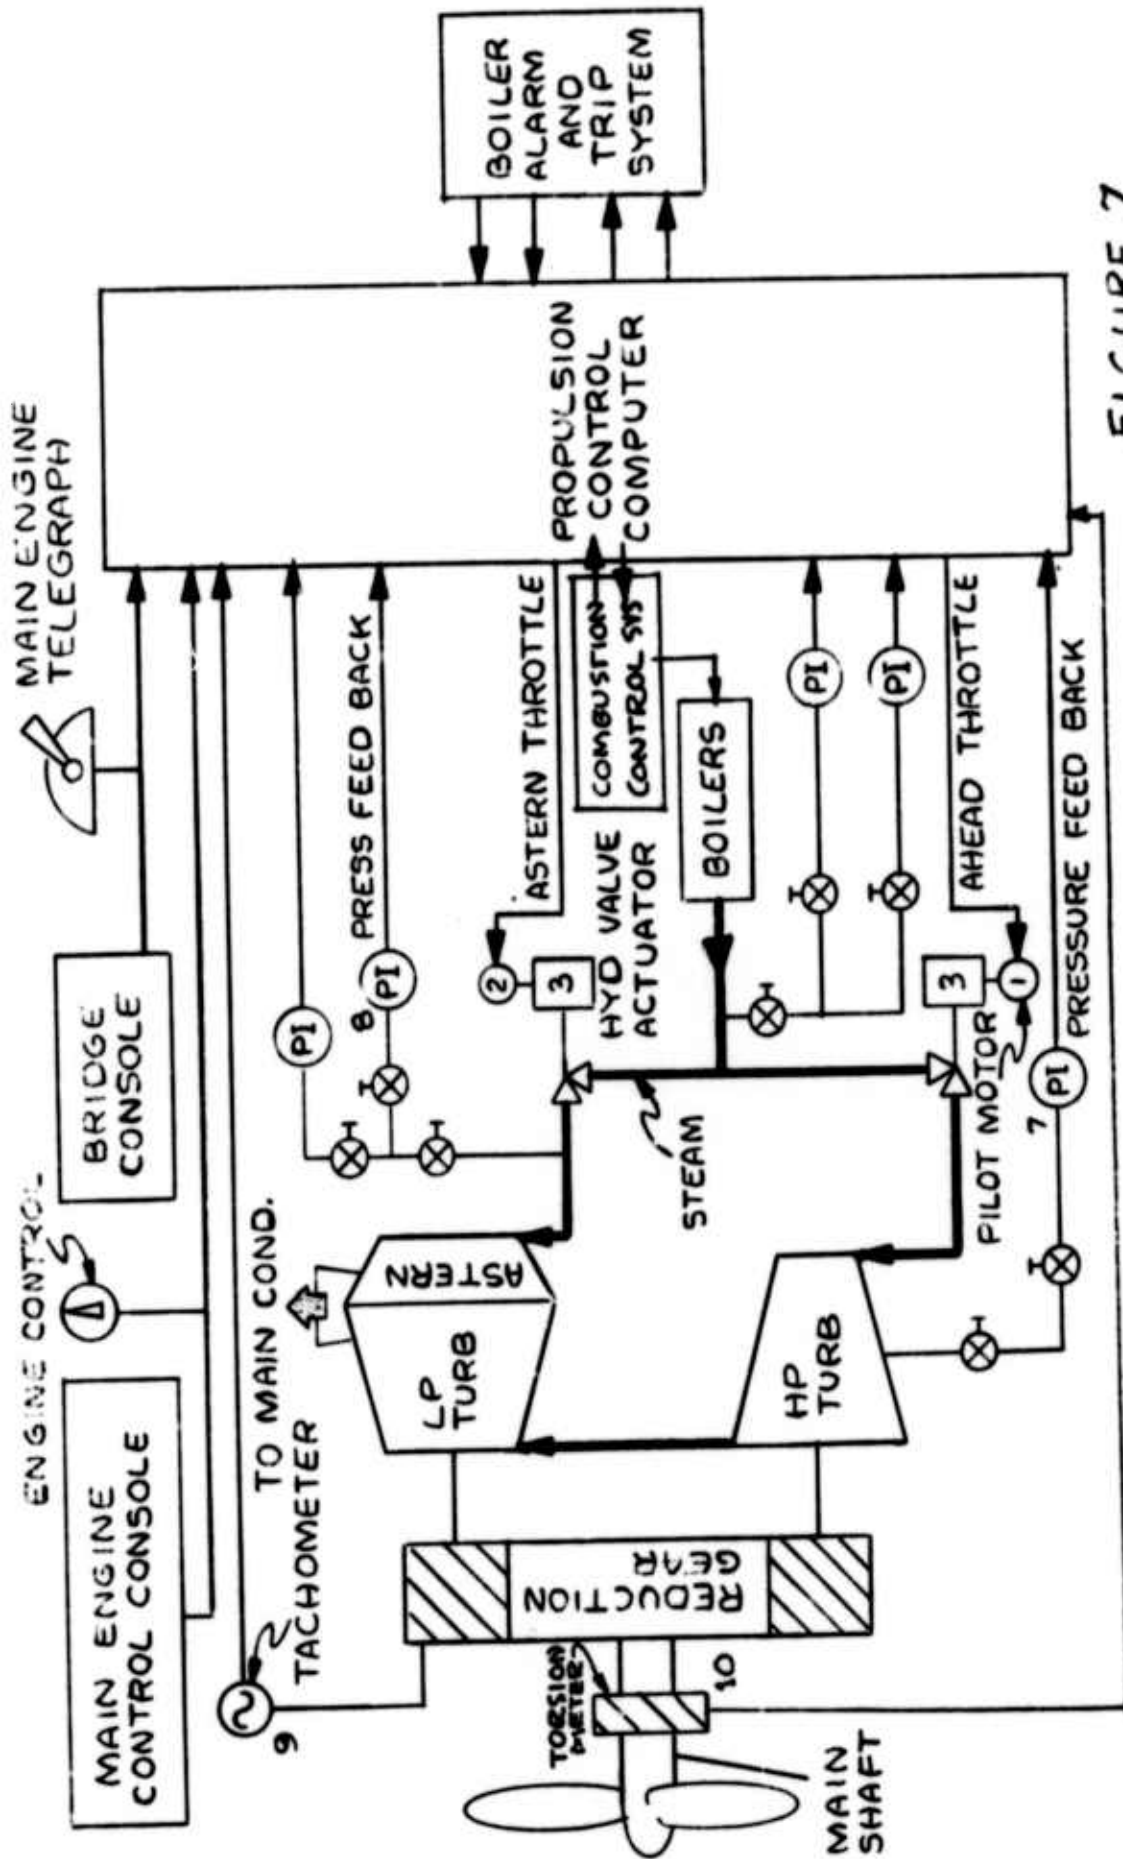 MAIN ENGINE
TELEGRAPH
ENGINE CONTROL
BRIDGE
CONSOLE
MAIN ENGINE
CONTROL CONSOLE
BOILER
ALARM
AND
TRIP
SYSTEM
PROPULSION
CONTROL
COMPUTER
PI
8
PI
PRESS FEED BACK
TO MAIN COND.
9
TACHOMETER
ASTERN THROTTLE
2
3
HYD VALVE
ACTUATOR
COMBUSTION
CONTROL SYS
BOILERS
ASTERN
LP
TURB
STEAM
PI
PI
REDUCTION
GEAR
HP
TURB
AHEAD THROTTLE
3
1
PILOT MOTOR
7
PI
PRESSURE FEED BACK
TORSION
METER
10
MAIN
SHAFT
FIGURE 7